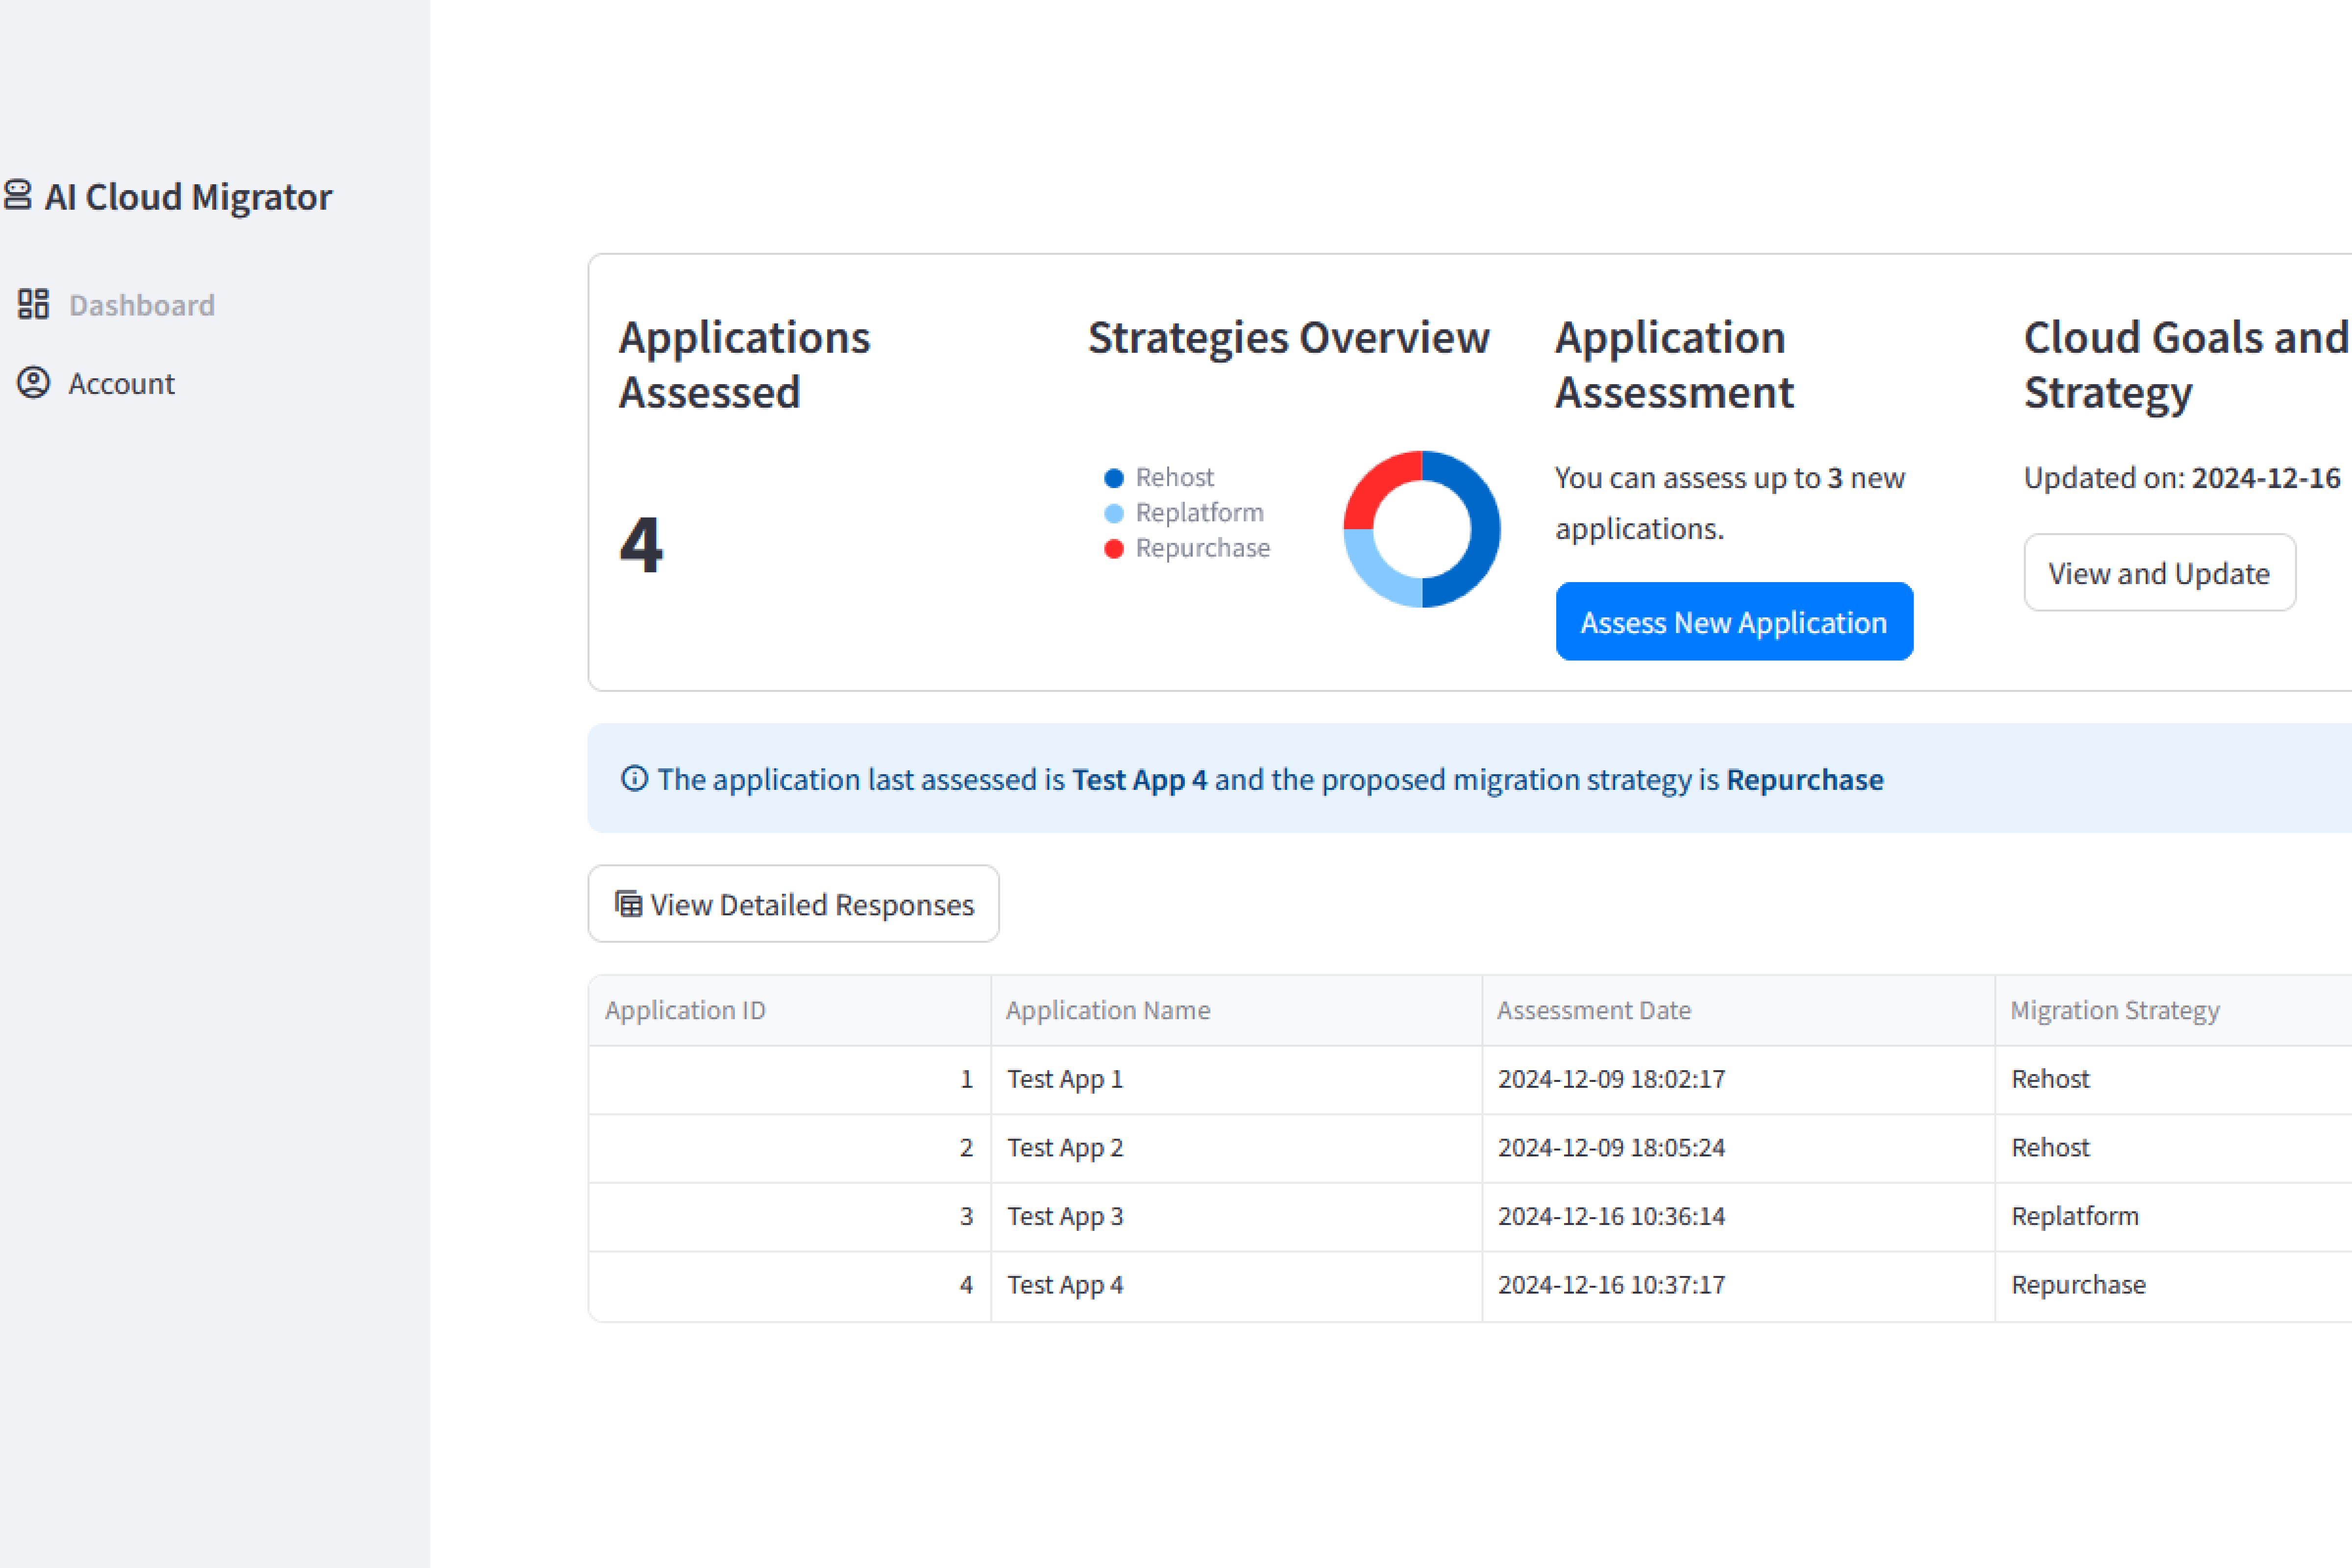 AI Cloud Migrator
Dashboard
Account
Applications
Assessed
4
Strategies Overview
Rehost
Replatform
Repurchase
Application
Assessment
You can assess up to 3 new
applications.
Assess New Application
Cloud Goals and
Strategy
Updated on: 2024-12-16
View and Update
The application last assessed is Test App 4 and the proposed migration strategy is Repurchase
View Detailed Responses
Application ID Application Name Assessment Date Migration Strategy
1 Test App 1 2024-12-09 18:02:17 Rehost
2 Test App 2 2024-12-09 18:05:24 Rehost
3 Test App 3 2024-12-16 10:36:14 Replatform
4 Test App 4 2024-12-16 10:37:17 Repurchase